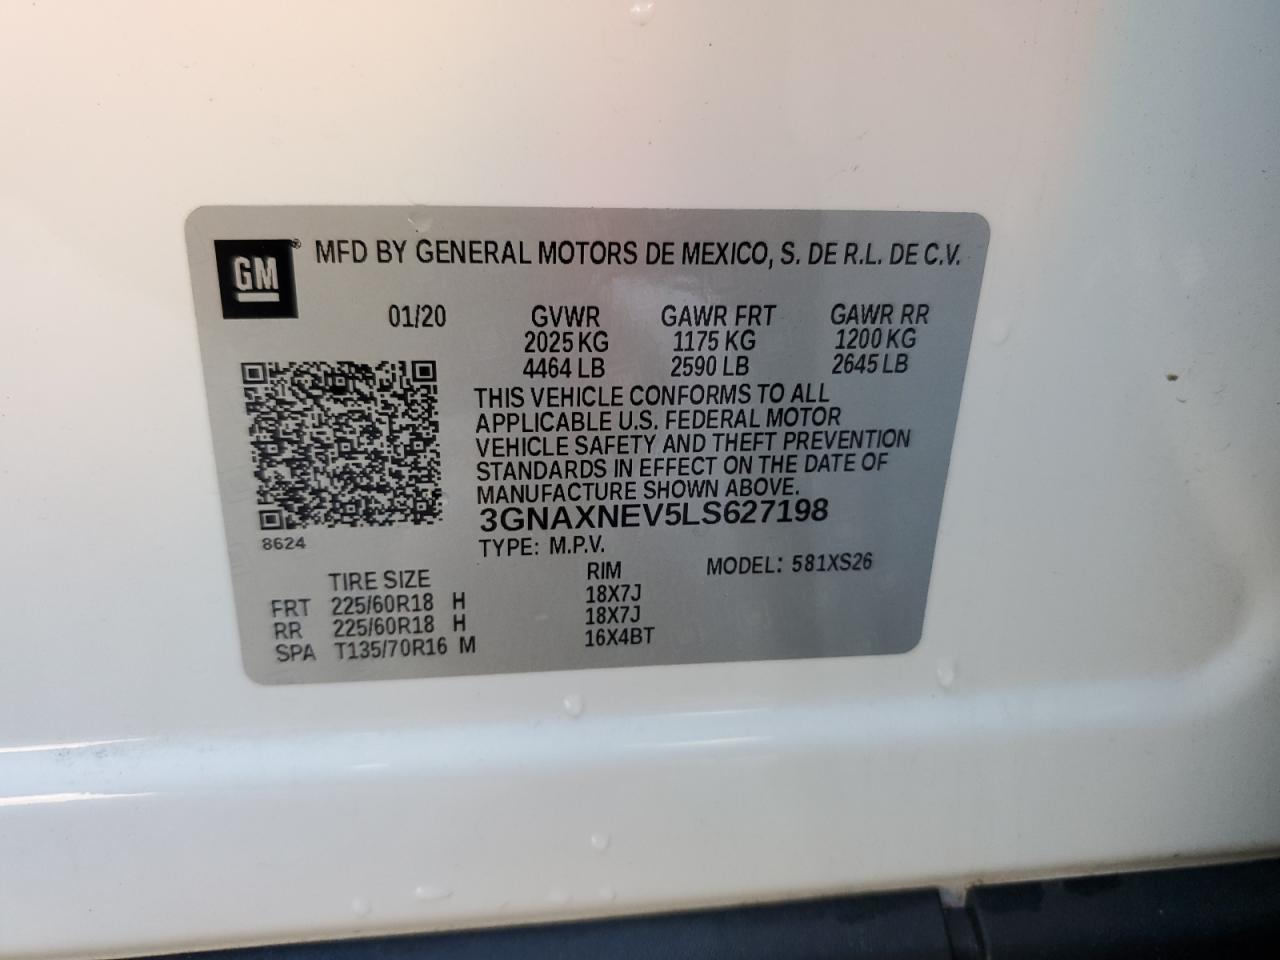 GM ® MFD BY GENERAL MOTORS DE MEXICO, S. DE R.L. DE C.V.
01/20 GVWR GAWR FRT GAWR RR
2025 KG 1175 KG 1200 KG
4464 LB 2590 LB 2645 LB
THIS VEHICLE CONFORMS TO ALL
APPLICABLE U.S. FEDERAL MOTOR
VEHICLE SAFETY AND THEFT PREVENTION
STANDARDS IN EFFECT ON THE DATE OF
MANUFACTURE SHOWN ABOVE.
3GNAXNEV5LS627198
8624
TYPE: M.P.V.
MODEL: 581XS26
TIRE SIZE RIM
FRT 225/60R18 H 18X7J
RR 225/60R18 H 18X7J
SPA T135/70R16 M 16X4BT